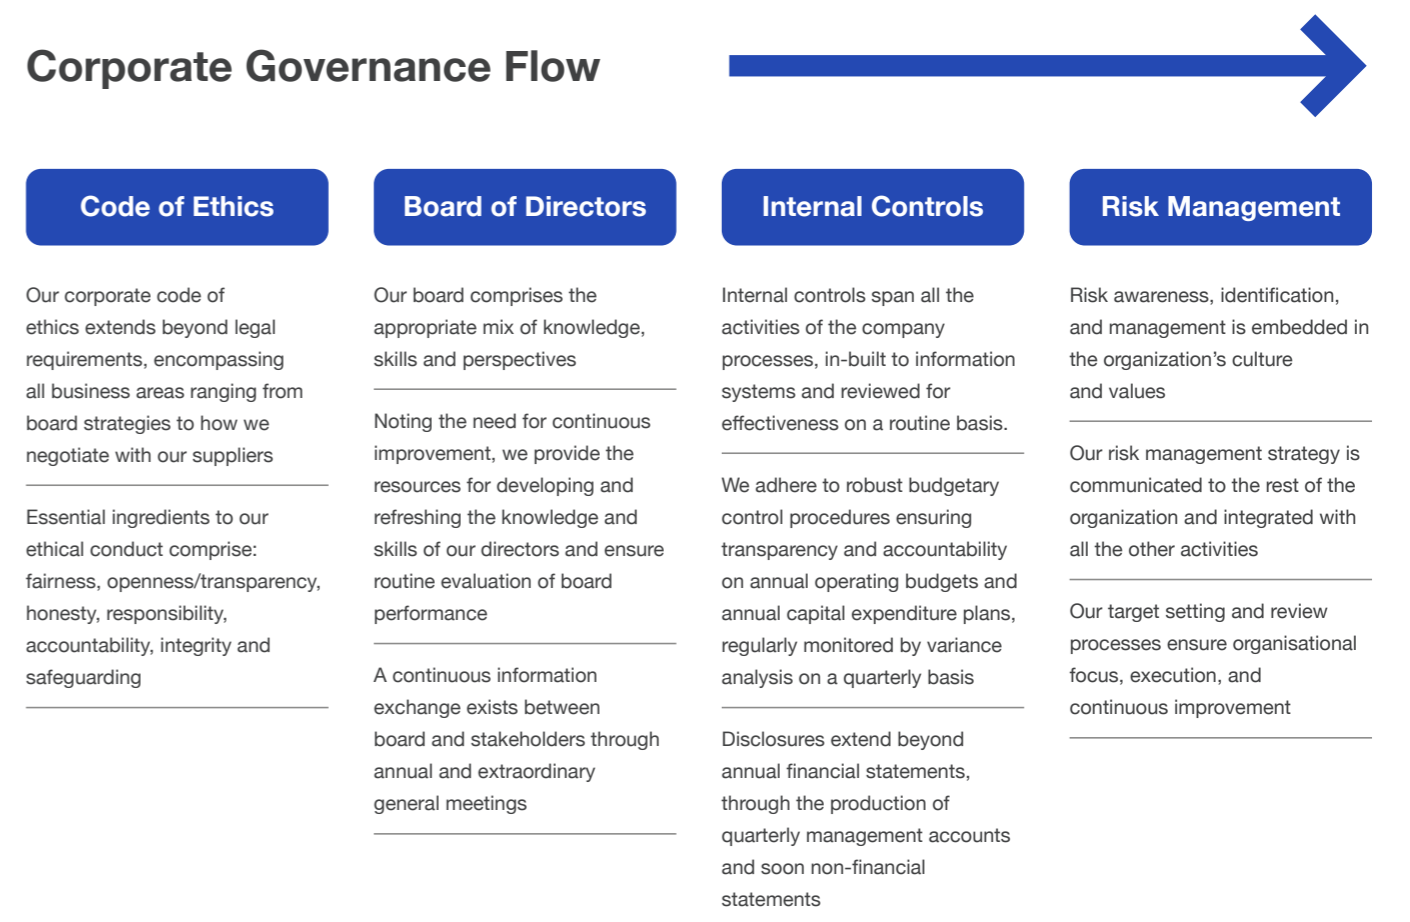 Corporate Governance Flow
Code of Ethics
Our corporate code of
ethics extends beyond legal
requirements, encompassing
all business areas ranging from
board strategies to how we
negotiate with our suppliers
Essential ingredients to our
ethical conduct comprise:
fairness, openness/transparency,
honesty, responsibility,
accountability, integrity and
safeguarding
Board of Directors
Our board comprises the
appropriate mix of knowledge,
skills and perspectives
Noting the need for continuous
improvement, we provide the
resources for developing and
refreshing the knowledge and
skills of our directors and ensure
routine evaluation of board
performance
A continuous information
exchange exists between
board and stakeholders through
annual and extraordinary
general meetings
Internal Controls
Internal controls span all the
activities of the company
processes, in-built to information
systems and reviewed for
effectiveness on a routine basis.
We adhere to robust budgetary
control procedures ensuring
transparency and accountability
on annual operating budgets and
annual capital expenditure plans,
regularly monitored by variance
analysis on a quarterly basis
Disclosures extend beyond
annual financial statements,
through the production of
quarterly management accounts
and soon non-financial
statements
Risk Management
Risk awareness, identification,
and management is embedded in
the organization’s culture
and values
Our risk management strategy is
communicated to the rest of the
organization and integrated with
all the other activities
Our target setting and review
processes ensure organisational
focus, execution, and
continuous improvement